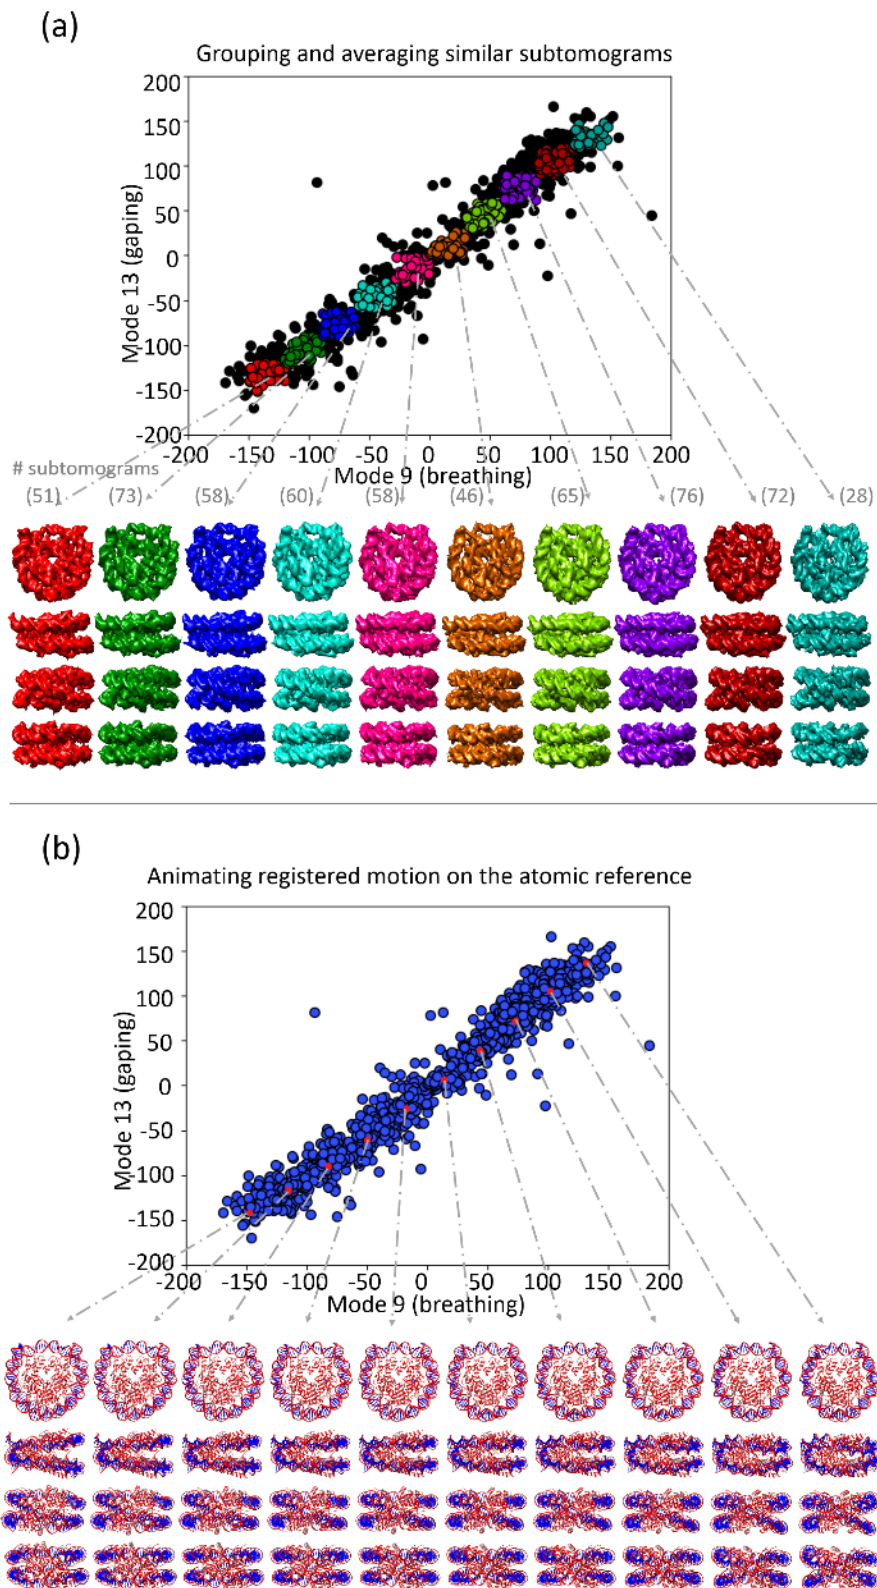 (a)
Grouping and averaging similar subtomograms
200
150
100
50
0
-50
-100
-150
-200
Mode 13 (gaping)
-200 -150 -100 -50 0 50 100 150 200
Mode 9 (breathing)
# subtomograms
(51) (73) (58) (60) (58) (46) (65) (76) (72) (28)
(b)
Animating registered motion on the atomic reference
200
150
100
50
0
-50
-100
-150
-200
Mode 13 (gaping)
-200 -150 -100 -50 0 50 100 150 200
Mode 9 (breathing)